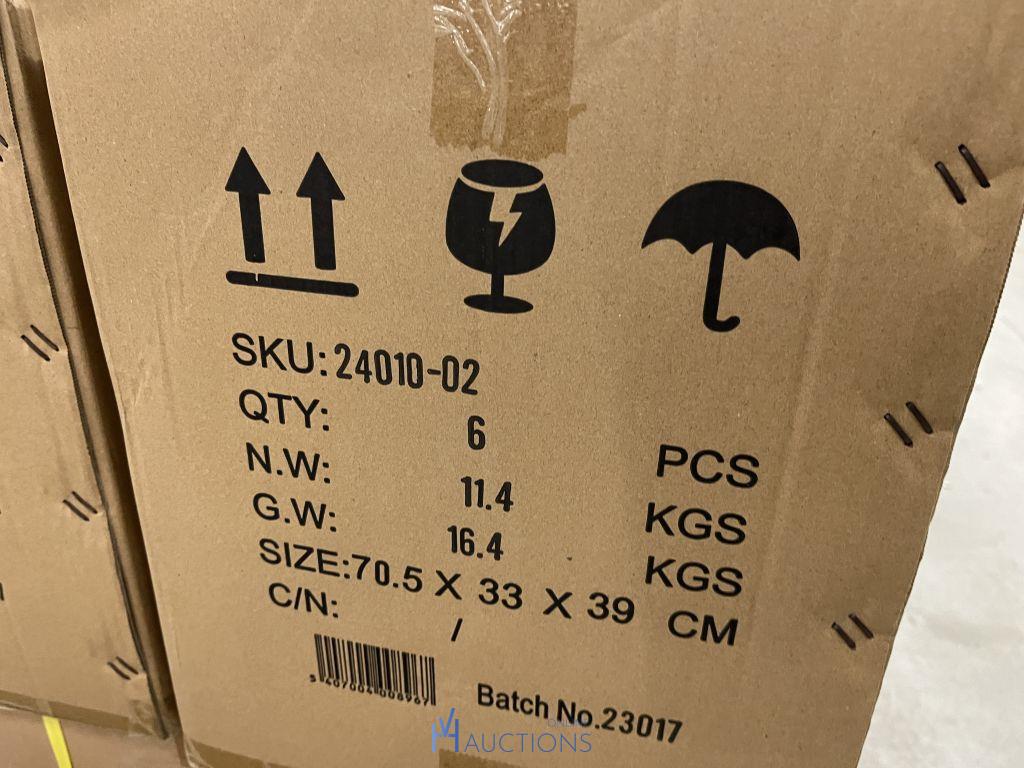 SKU: 24010-02
QTY: 6 PCS
N.W: 11.4 KGS
G.W: 16.4 KGS
SIZE: 70.5 X 33 X 39 CM
C/N: /
Batch No.23017
AUCTIONS